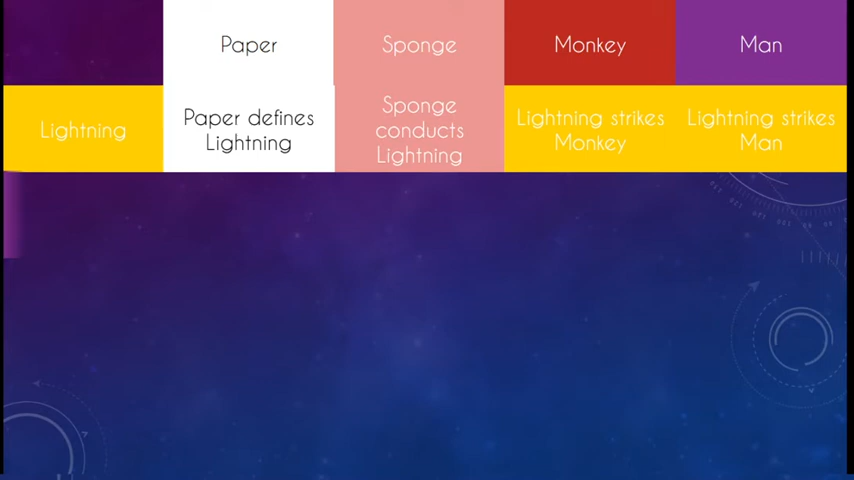 Paper
Sponge
Monkey
Man
Lightning
Paper defines
Lightning
Sponge
conducts
Lightning
Lightning strikes
Monkey
Lightning strikes
Man